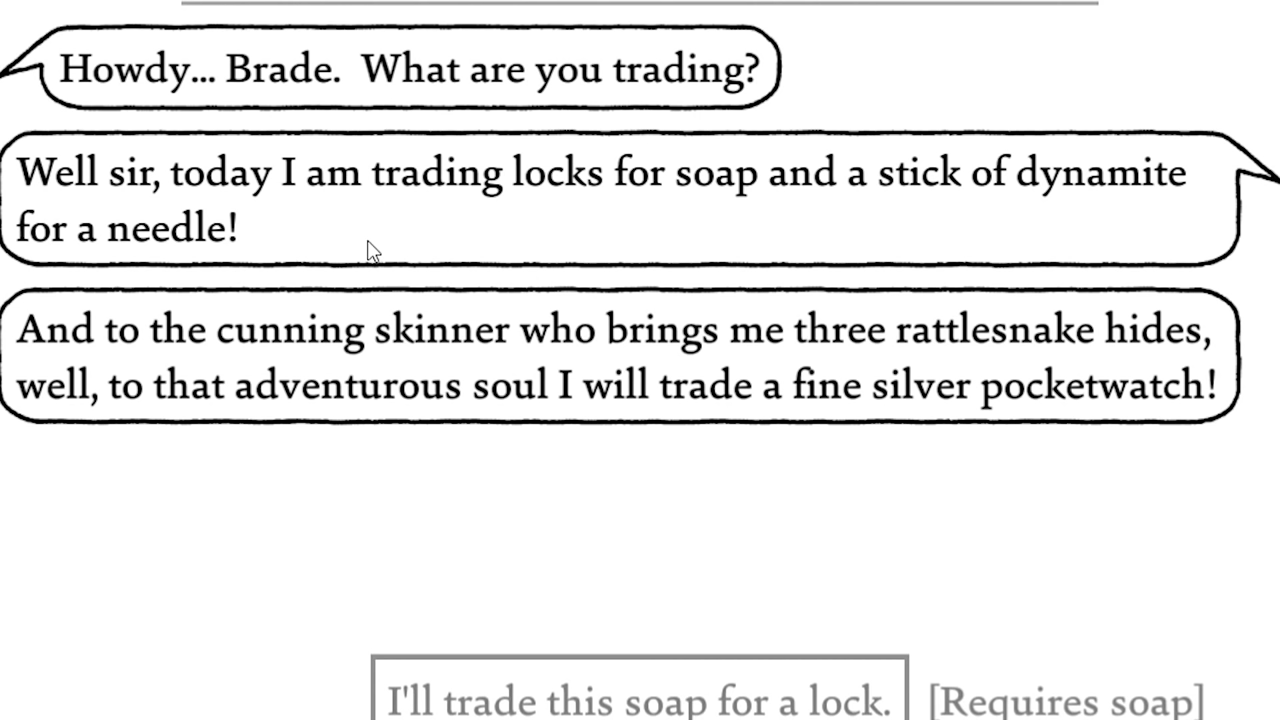 Howdy... Brade.  What are you trading?
Well sir, today I am trading locks for soap and a stick of dynamite
for a needle!
And to the cunning skinner who brings me three rattlesnake hides,
well, to that adventurous soul I will trade a fine silver pocketwatch!
I'll trade this soap for a lock. [Requires soap]